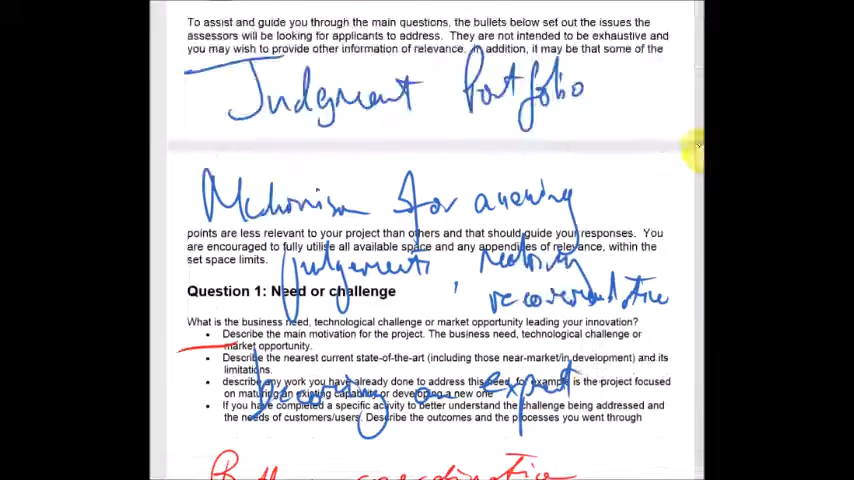 To assist and guide you through the main questions, the bullets below set out the issues the
assessors will be looking for applicants to address. They are not intended to be exhaustive and
you may wish to provide other information of relevance. In addition, it may be that some of the
Judgment Portfolio
Mechanism for
points are less relevant to your project than others and that should guide your responses. You
are encouraged to fully utilise all available space and any appendices of relevance, within the
set space limits.
judgements,
Question 1: Need or challenge
What is the business need, technological challenge or market opportunity leading your innovation?
• Describe the main motivation for the project. The business need, technological challenge or
market opportunity.
• Describe the nearest current state-of-the-art (including those near-market/in development) and its
limitations.
• describe any work you have already done to address this need, for example is the project focused
on maturing an existing capability or developing a new one
becoming an expert
• If you have completed a specific activity to better understand the challenge being addressed and
the needs of customers/users. Describe the outcomes and the processes you went through